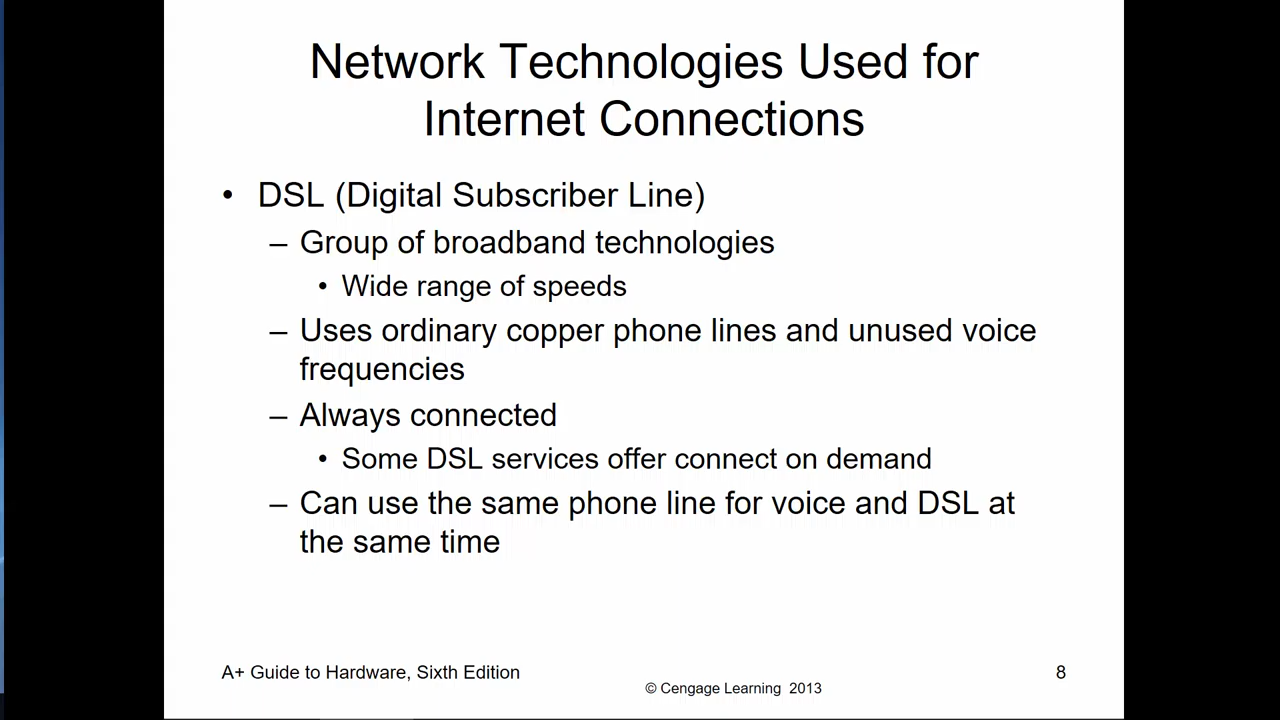 Network Technologies Used for
Internet Connections
• DSL (Digital Subscriber Line)
– Group of broadband technologies
• Wide range of speeds
– Uses ordinary copper phone lines and unused voice
frequencies
– Always connected
• Some DSL services offer connect on demand
– Can use the same phone line for voice and DSL at
the same time
A+ Guide to Hardware, Sixth Edition
© Cengage Learning 2013
8